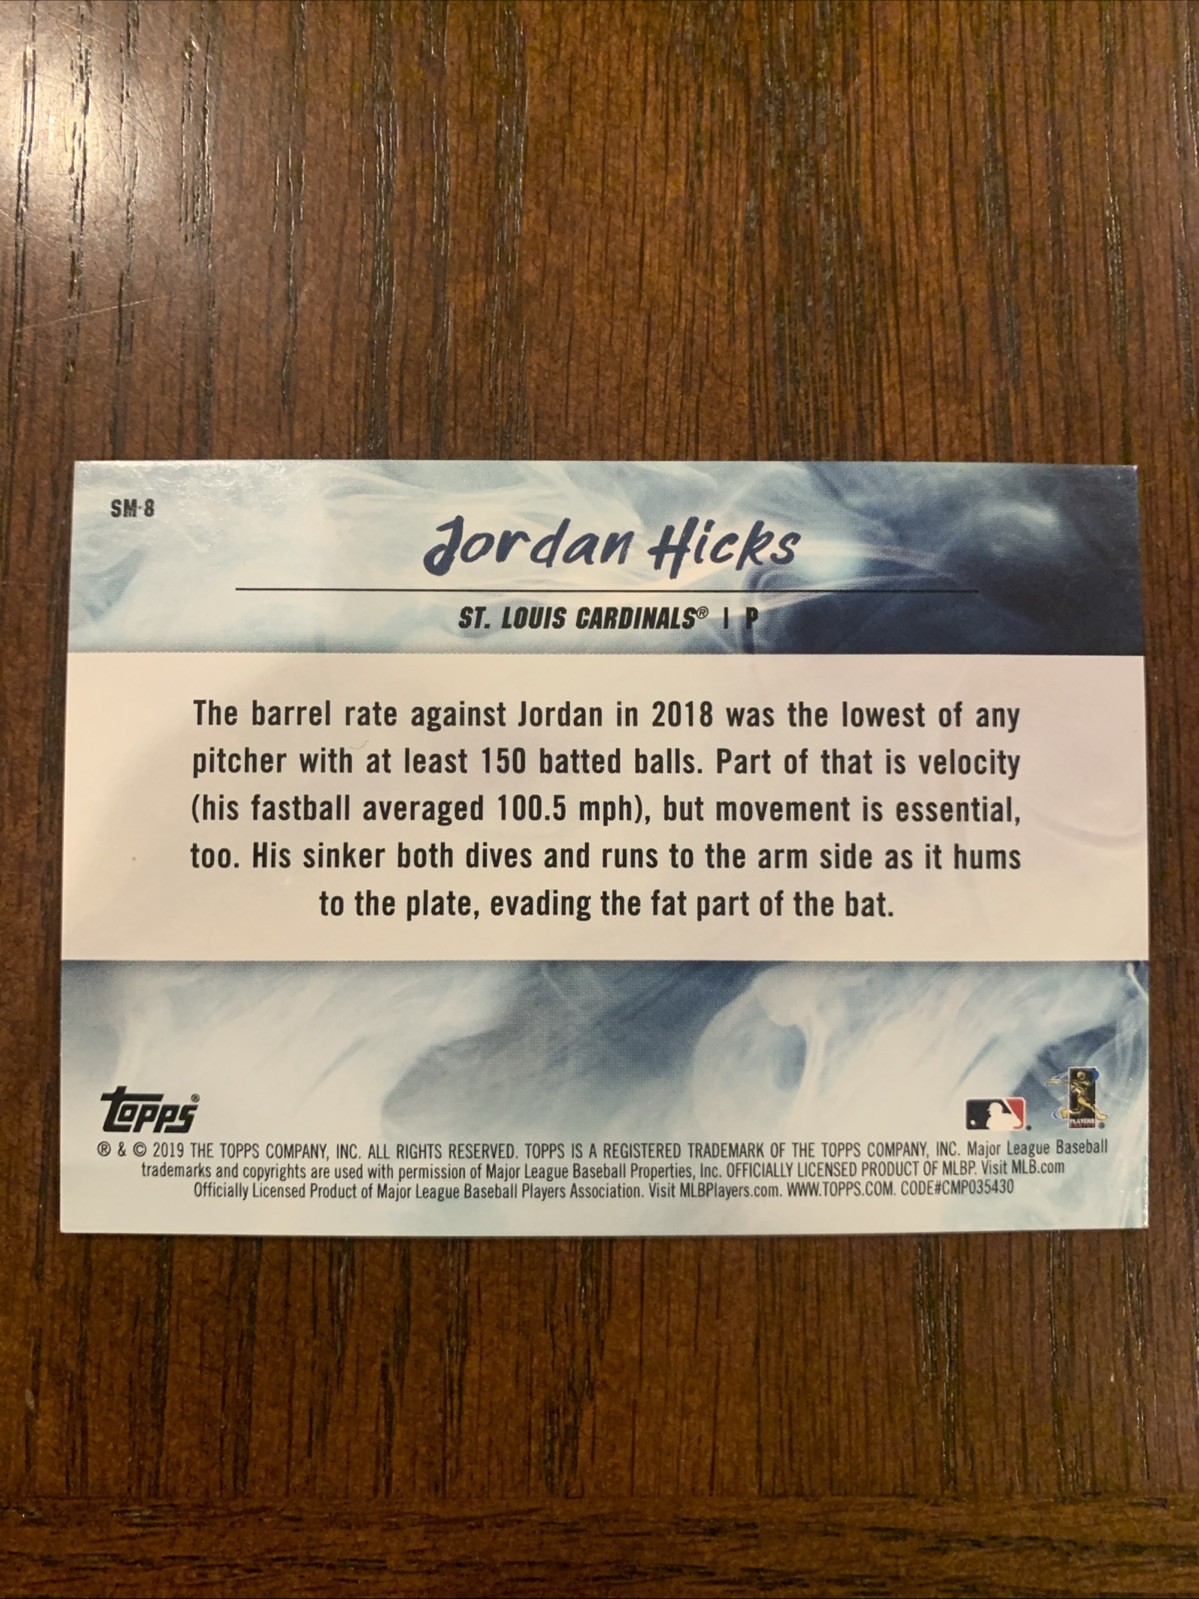 SM-8
Jordan Hicks
ST. LOUIS CARDINALS® | P
The barrel rate against Jordan in 2018 was the lowest of any
pitcher with at least 150 batted balls. Part of that is velocity
(his fastball averaged 100.5 mph), but movement is essential,
too. His sinker both dives and runs to the arm side as it hums
to the plate, evading the fat part of the bat.
topps®
PLAYERS
® & © 2019 THE TOPPS COMPANY, INC. ALL RIGHTS RESERVED. TOPPS IS A REGISTERED TRADEMARK OF THE TOPPS COMPANY, INC. Major League Baseball
trademarks and copyrights are used with permission of Major League Baseball Properties, Inc. OFFICIALLY LICENSED PRODUCT OF MLBP. Visit MLB.com
Officially Licensed Product of Major League Baseball Players Association. Visit MLBPlayers.com. WWW.TOPPS.COM. CODE#CMP035430